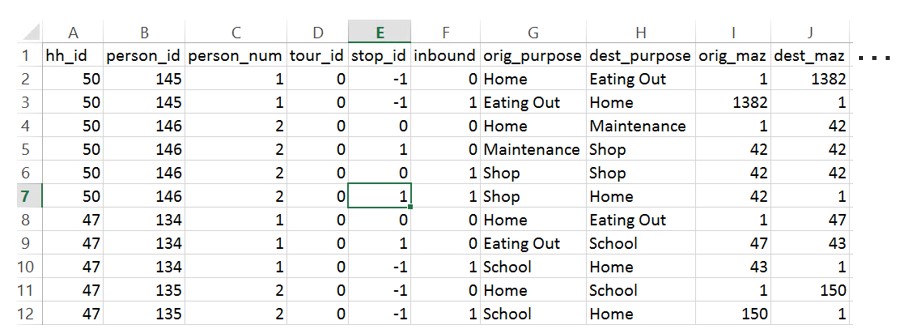 A B C D E F G H I J
1 hh_id person_id person_num tour_id stop_id inbound orig_purpose dest_purpose orig_maz dest_maz ...
2 50 145 1 0 -1 0 Home Eating Out 1 1382
3 50 145 1 0 -1 1 Eating Out Home 1382 1
4 50 146 2 0 0 0 Home Maintenance 1 42
5 50 146 2 0 1 0 Maintenance Shop 42 42
6 50 146 2 0 0 1 Shop Shop 42 42
7 50 146 2 0 1 1 Shop Home 42 1
8 47 134 1 0 0 0 Home Eating Out 1 47
9 47 134 1 0 1 0 Eating Out School 47 43
10 47 134 1 0 -1 1 School Home 43 1
11 47 135 2 0 -1 0 Home School 1 150
12 47 135 2 0 -1 1 School Home 150 1